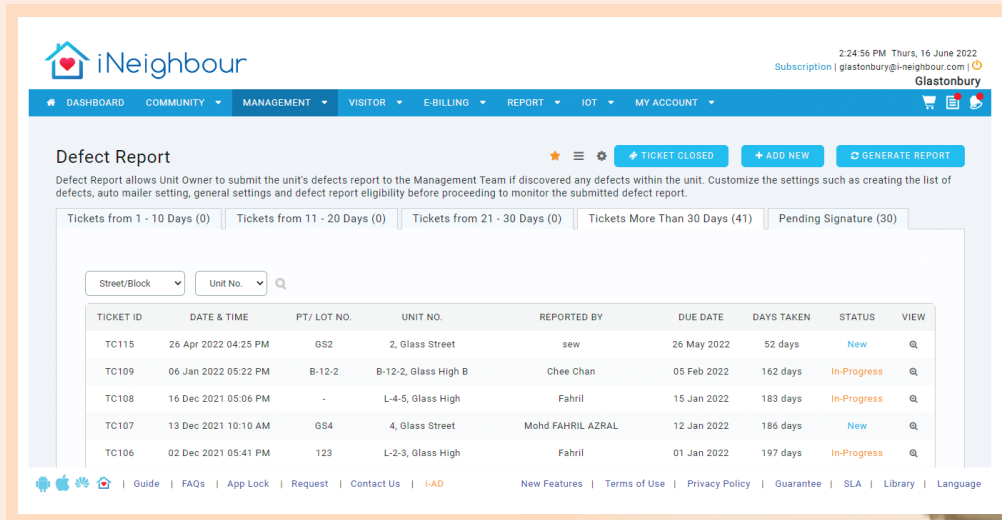 iNeighbour
2:24:56 PM Thurs, 16 June 2022
Subscription | glastonbury@i-neighbour.com |
Glastonbury
DASHBOARD COMMUNITY MANAGEMENT VISITOR E-BILLING REPORT IOT MY ACCOUNT
Defect Report
TICKET CLOSED + ADD NEW GENERATE REPORT
Defect Report allows Unit Owner to submit the unit's defects report to the Management Team if discovered any defects within the unit. Customize the settings such as creating the list of
defects, auto mailer setting, general settings and defect report eligibility before proceeding to monitor the submitted defect report.
Tickets from 1 - 10 Days (0) Tickets from 11 - 20 Days (0) Tickets from 21 - 30 Days (0) Tickets More Than 30 Days (41) Pending Signature (30)
Street/Block Unit No.
TICKET ID DATE & TIME PT/ LOT NO. UNIT NO. REPORTED BY DUE DATE DAYS TAKEN STATUS VIEW
TC115 26 Apr 2022 04:25 PM GS2 2, Glass Street sew 26 May 2022 52 days New
TC109 06 Jan 2022 05:22 PM B-12-2 B-12-2, Glass High B Chee Chan 05 Feb 2022 162 days In-Progress
TC108 16 Dec 2021 05:06 PM - L-4-5, Glass High Fahril 15 Jan 2022 183 days In-Progress
TC107 13 Dec 2021 10:10 AM GS4 4, Glass Street Mohd FAHRIL AZRAL 12 Jan 2022 186 days New
TC106 02 Dec 2021 05:41 PM 123 L-2-3, Glass High Fahril 01 Jan 2022 197 days In-Progress
| Guide | FAQs | App Lock | Request | Contact Us | i-AD New Features | Terms of Use | Privacy Policy | Guarantee | SLA | Library | Language